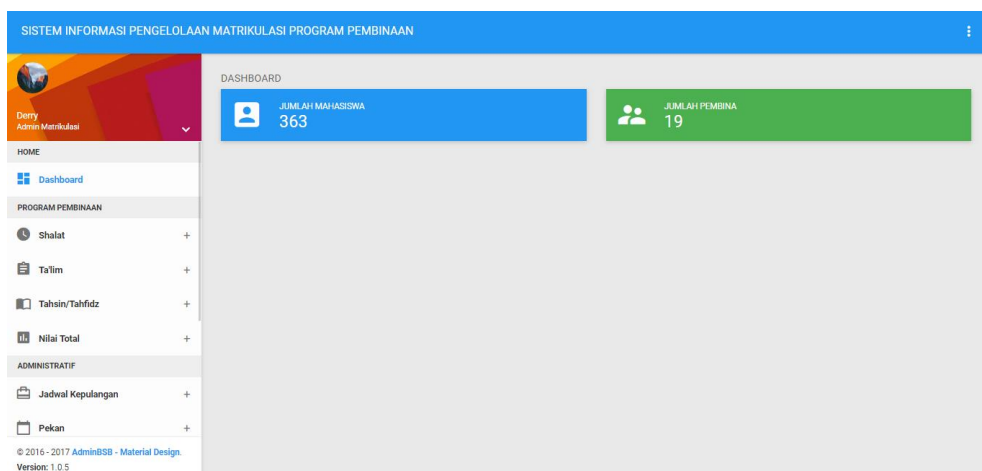 SISTEM INFORMASI PENGELOLAAN MATRIKULASI PROGRAM PEMBINAAN
Derry
Admin Matrikulasi
HOME
Dashboard
PROGRAM PEMBINAAN
Shalat
Ta'lim
Tahsin/Tahfidz
Nilai Total
ADMINISTRATIF
Jadwal Kepulangan
Pekan
© 2016 - 2017 AdminBSB - Material Design.
Version: 1.0.5
DASHBOARD
JUMLAH MAHASISWA
363
JUMLAH PEMBINA
19